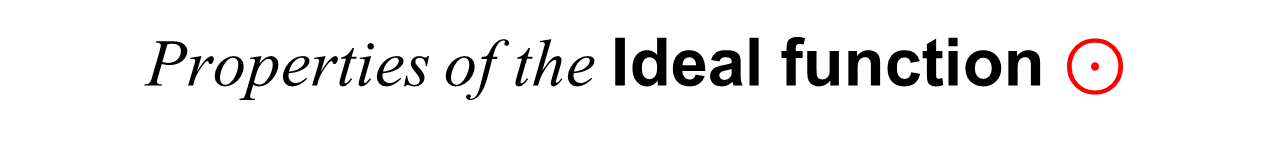 Properties of the Ideal function ⊙